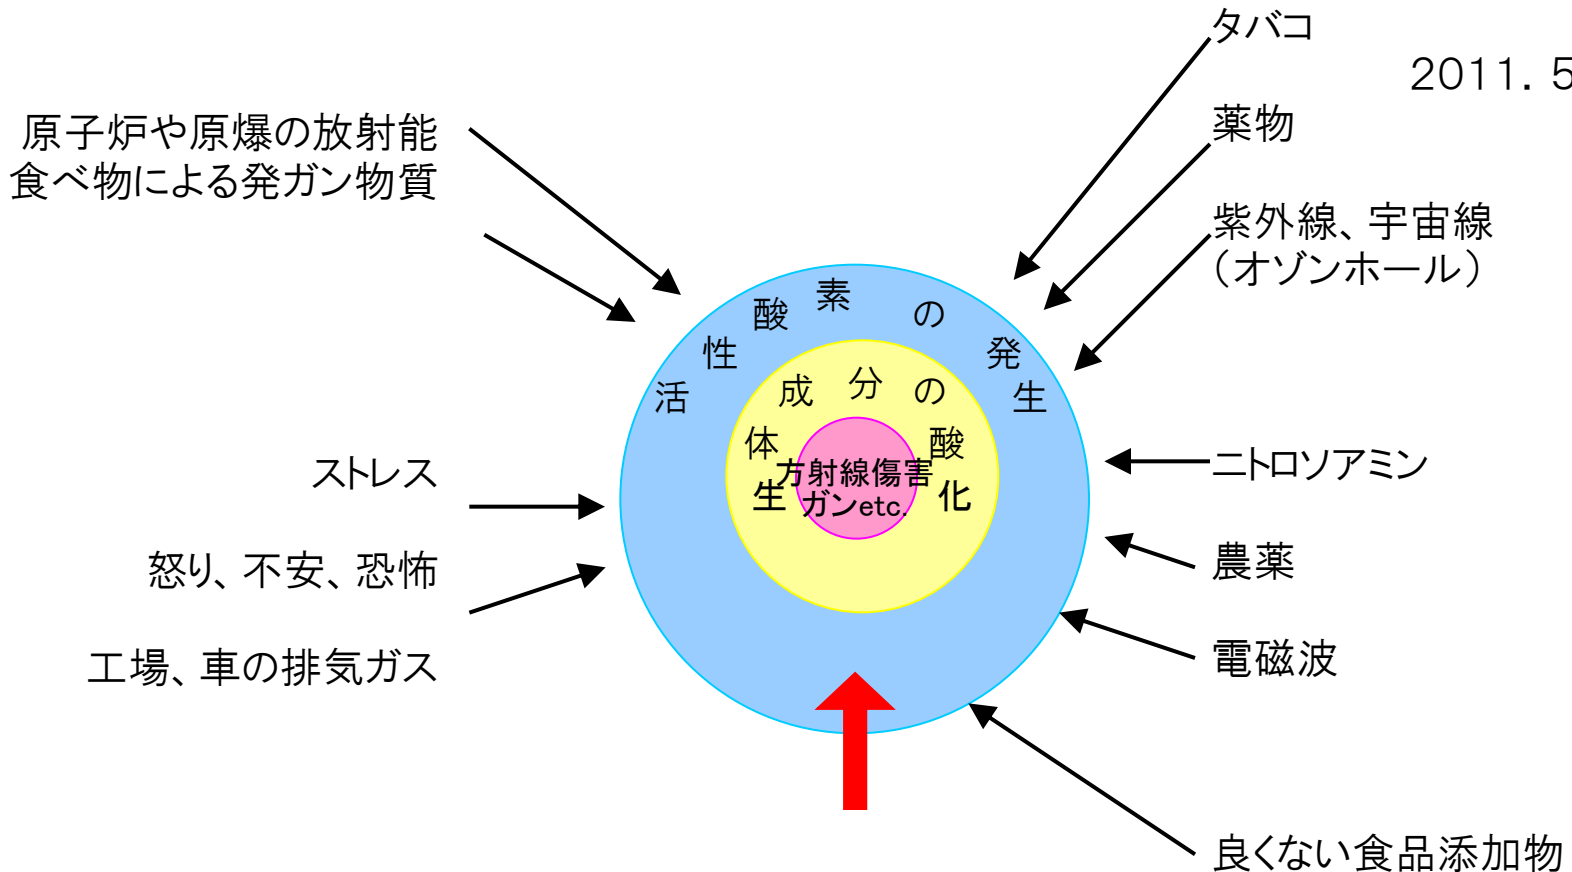 タバコ
2011. 5
原子炉や原爆の放射能
食べ物による発ガン物質
薬物
紫外線、宇宙線
（オゾンホール）
活性酸素の発生
生体成分の酸化
方射線傷害
ガンetc.
ストレス
怒り、不安、恐怖
工場、車の排気ガス
ニトロソアミン
農薬
電磁波
良くない食品添加物